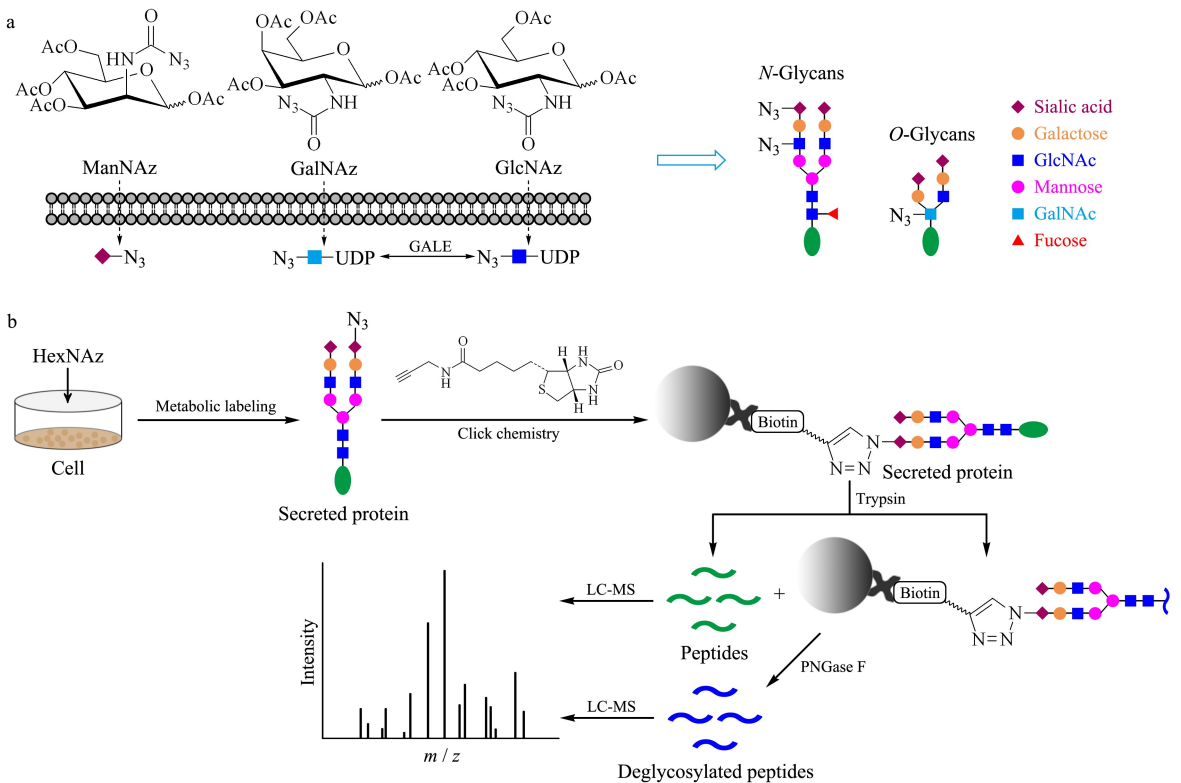 a
O
HN
N3
AcO
AcO
AcO
O
OAc
ManNAz
AcO
OAc
O
AcO
OAc
N3
NH
O
GalNAz
OAc
AcO
O
AcO
OAc
N3
NH
O
GlcNAz
N3
N3
UDP
GALE
N3
UDP
N-Glycans
N3
N3
O-Glycans
N3
Sialic acid
Galactose
GlcNAc
Mannose
GalNAc
Fucose
b
HexNAz
Cell
Metabolic labeling
N3
Secreted protein
O
N
H
H
H
S
H
N
O
N
H
Click chemistry
Biotin
N
N=N
Secreted protein
Trypsin
Peptides
+
Biotin
N
N=N
LC-MS
PNGase F
Deglycosylated peptides
LC-MS
Intensity
m / z